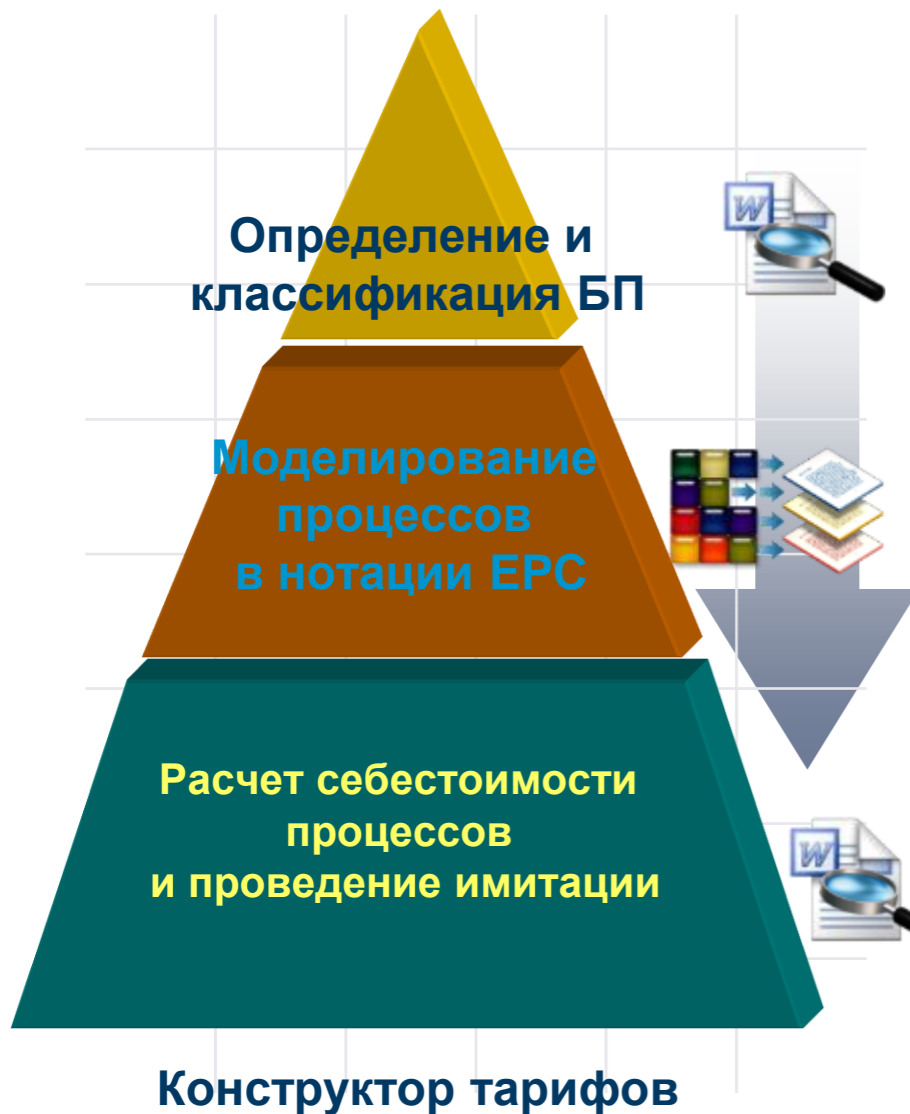 Определение и
классификация БП
W
Моделирование
процессов
в нотации EPC
Расчет себестоимости
процессов
и проведение имитации
W
Конструктор тарифов